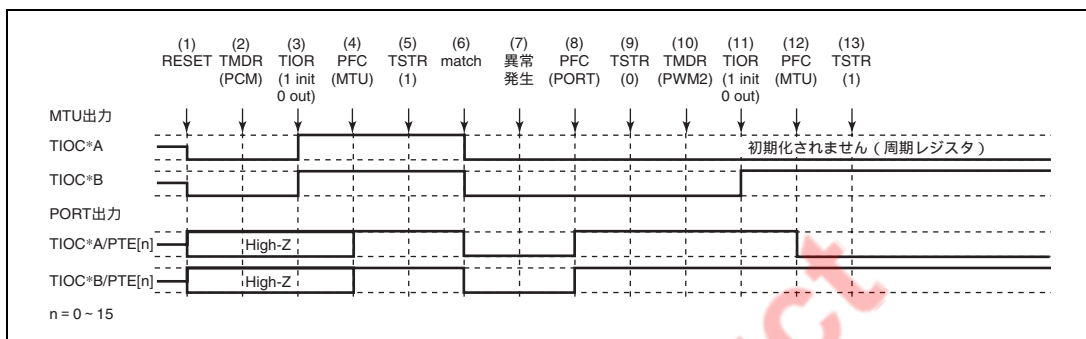 (1) (2) (3) (4) (5) (6) (7) (8) (9) (10) (11) (12) (13)
RESET TMDR TIOR PFC TSTR match 異常 PFC TSTR TMDR TIOR PFC TSTR
(PCM) (1 init (MTU) (1) 発生 (PORT) (0) (PWM2) (1 init (MTU) (1)
0 out) 0 out)
MTU出力
TIOC*A 初期化されません(周期レジスタ)
TIOC*B
PORT出力
TIOC*A/PTE[n] High-Z
TIOC*B/PTE[n] High-Z
n = 0 ~ 15